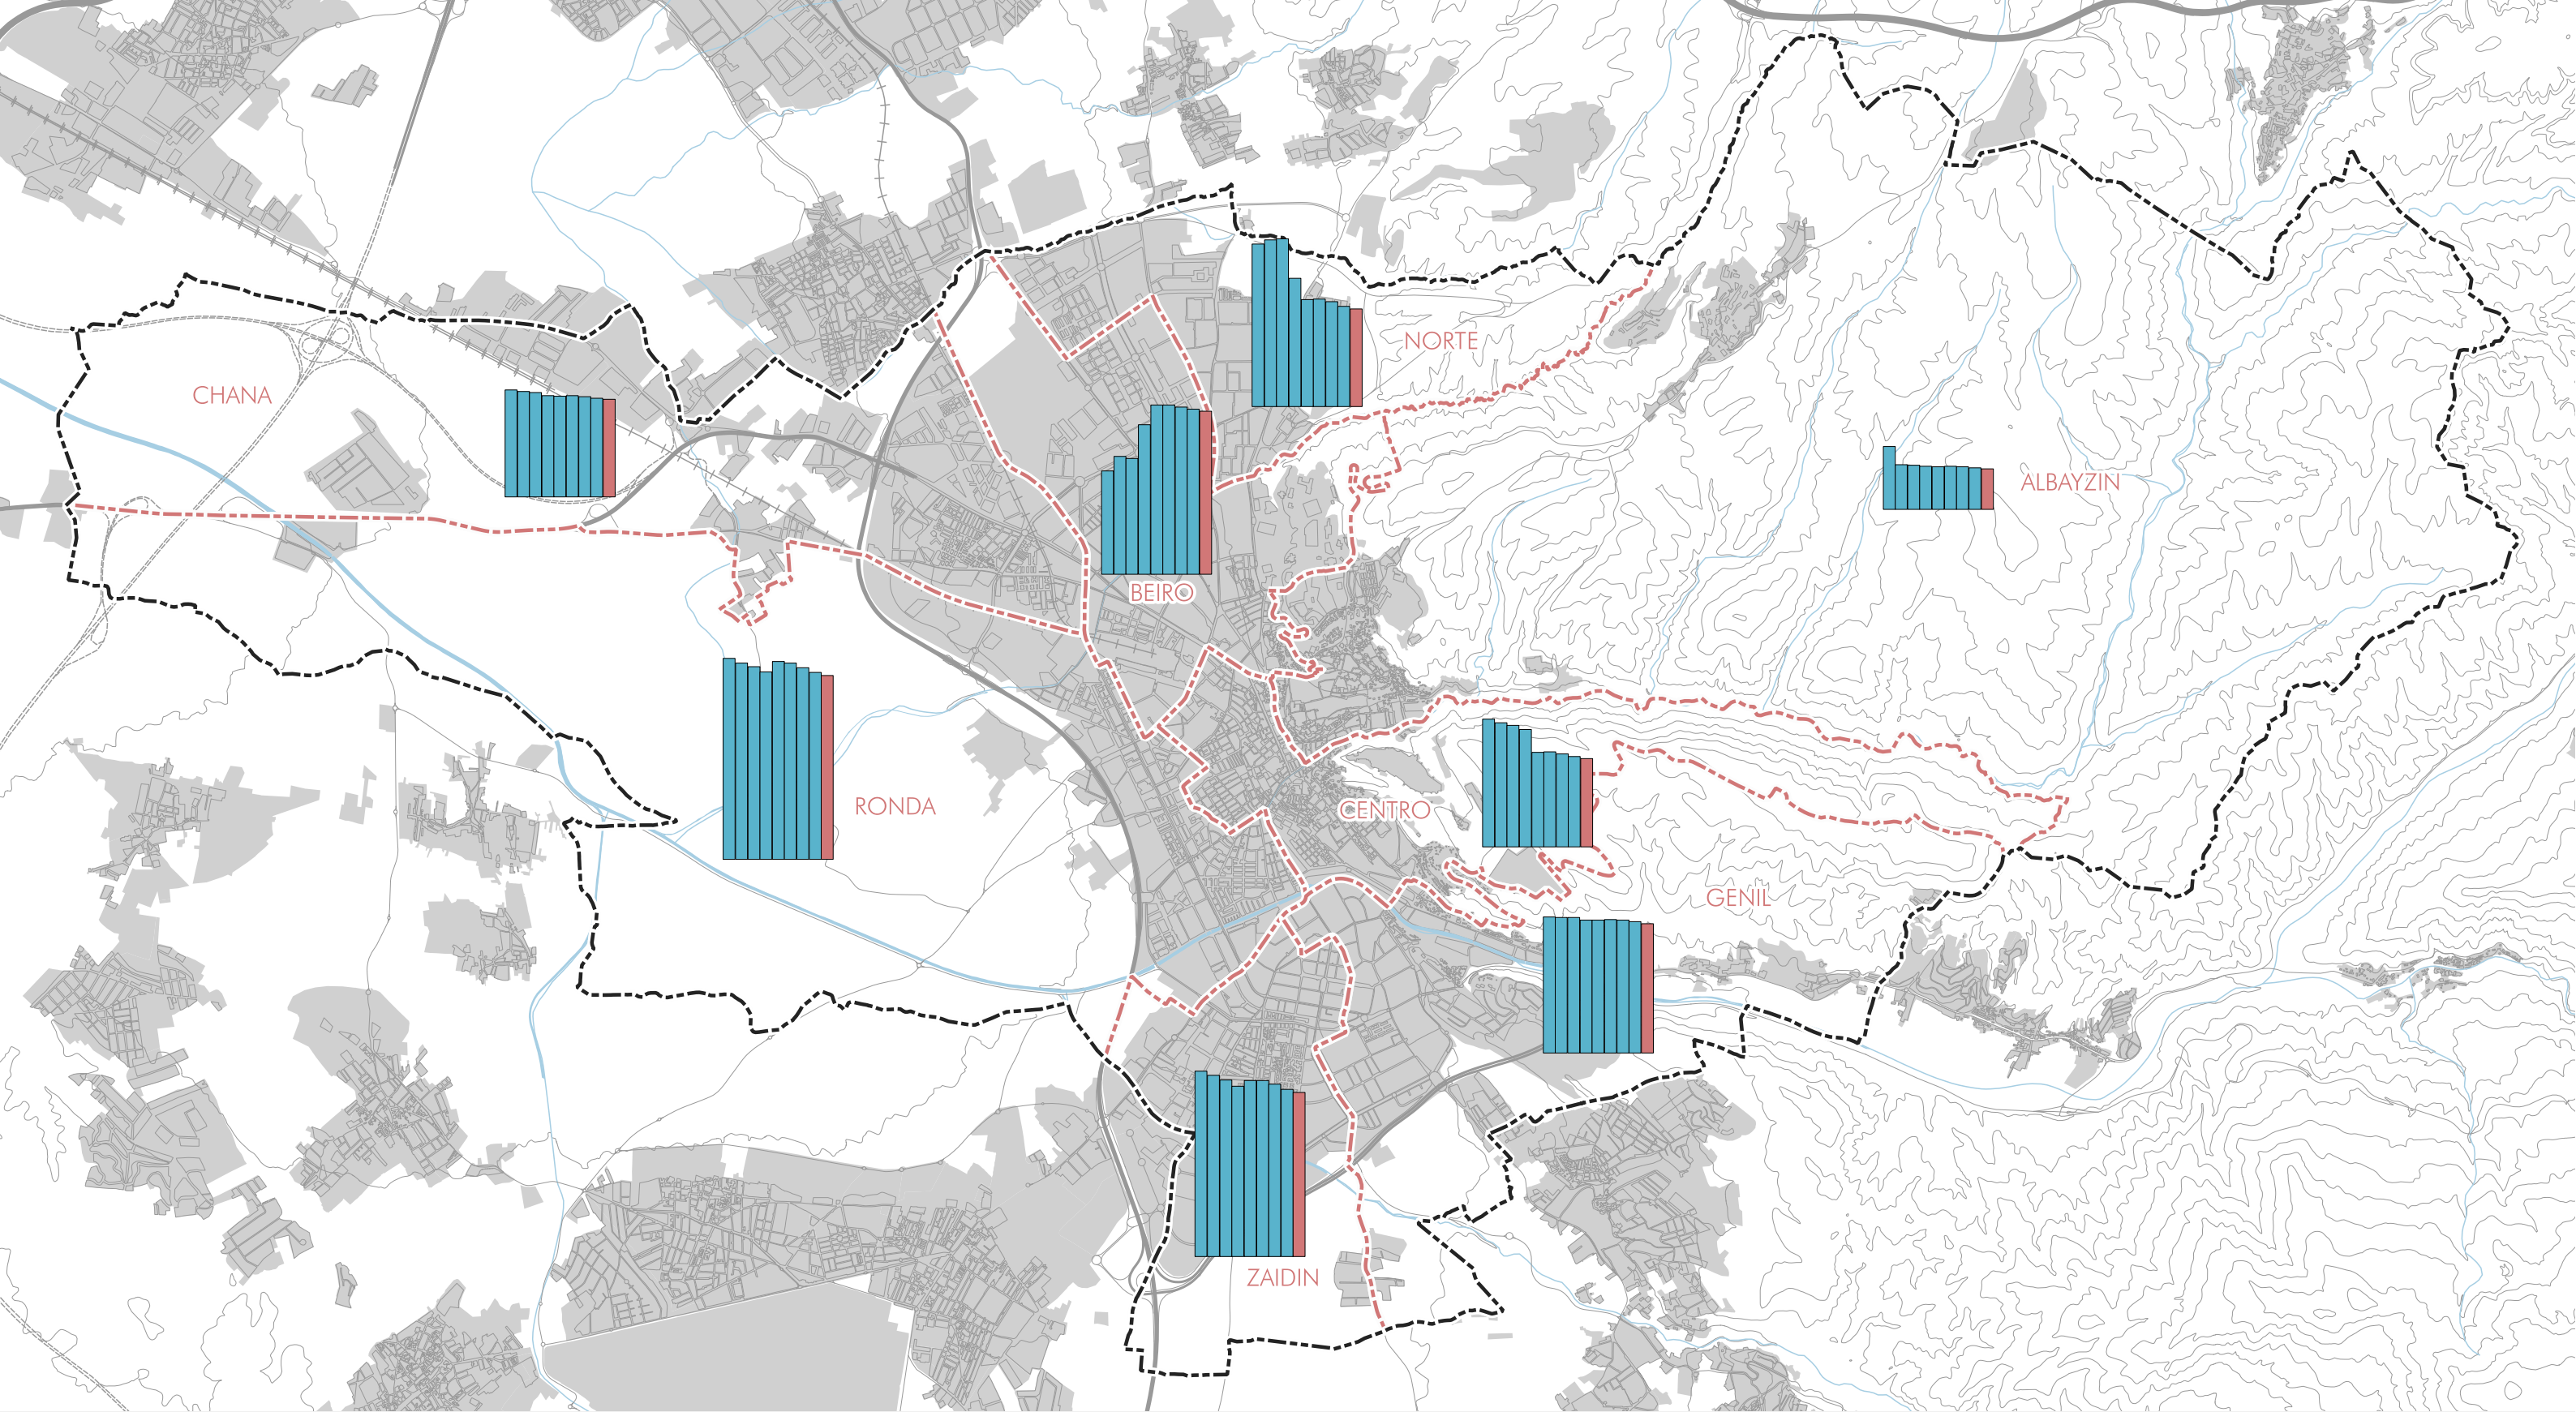 NORTE
CHANA
ALBAYZIN
BEIRO
RONDA
CENTRO
GENIL
ZAIDIN